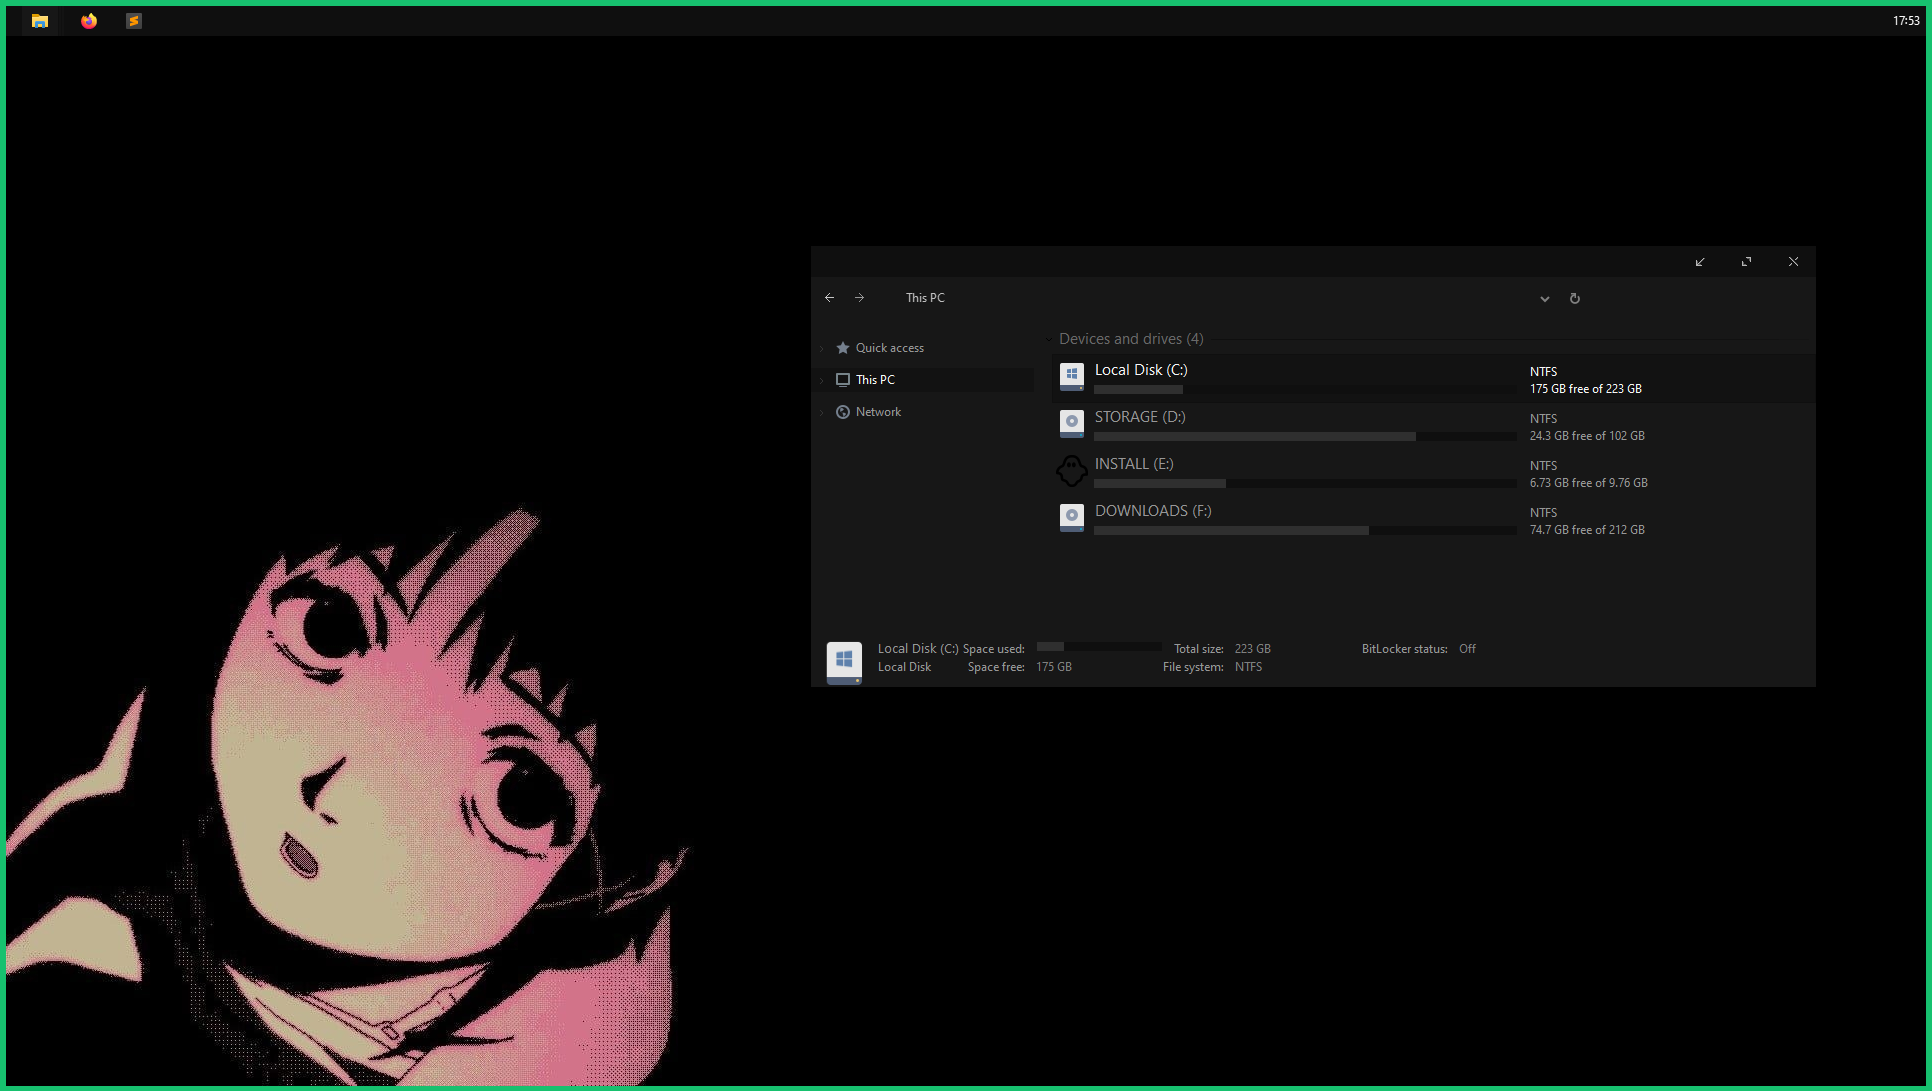 17:53
This PC
Quick access
This PC
Network
Devices and drives (4)
Local Disk (C:)
NTFS
175 GB free of 223 GB
STORAGE (D:)
NTFS
24.3 GB free of 102 GB
INSTALL (E:)
NTFS
6.73 GB free of 9.76 GB
DOWNLOADS (F:)
NTFS
74.7 GB free of 212 GB
Local Disk (C:) Space used: Total size: 223 GB BitLocker status: Off
Local Disk Space free: 175 GB File system: NTFS